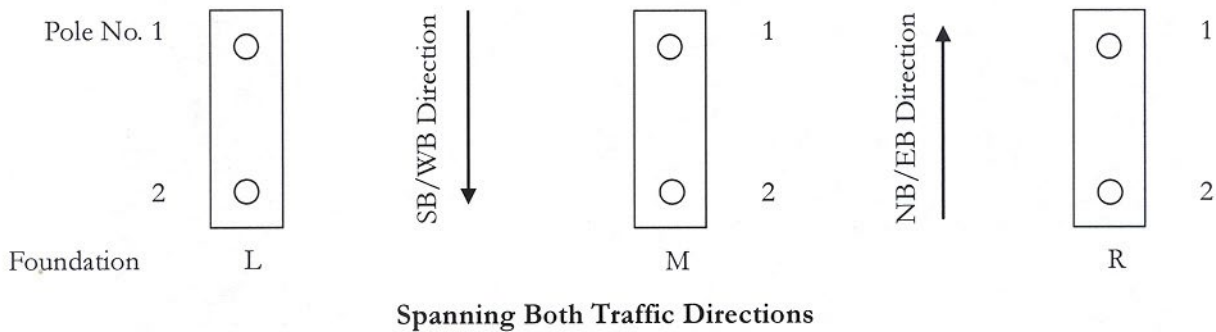 Pole No. 1
1
1
SB/WB Direction
NB/EB Direction
2
2
2
Foundation L M R
Spanning Both Traffic Directions